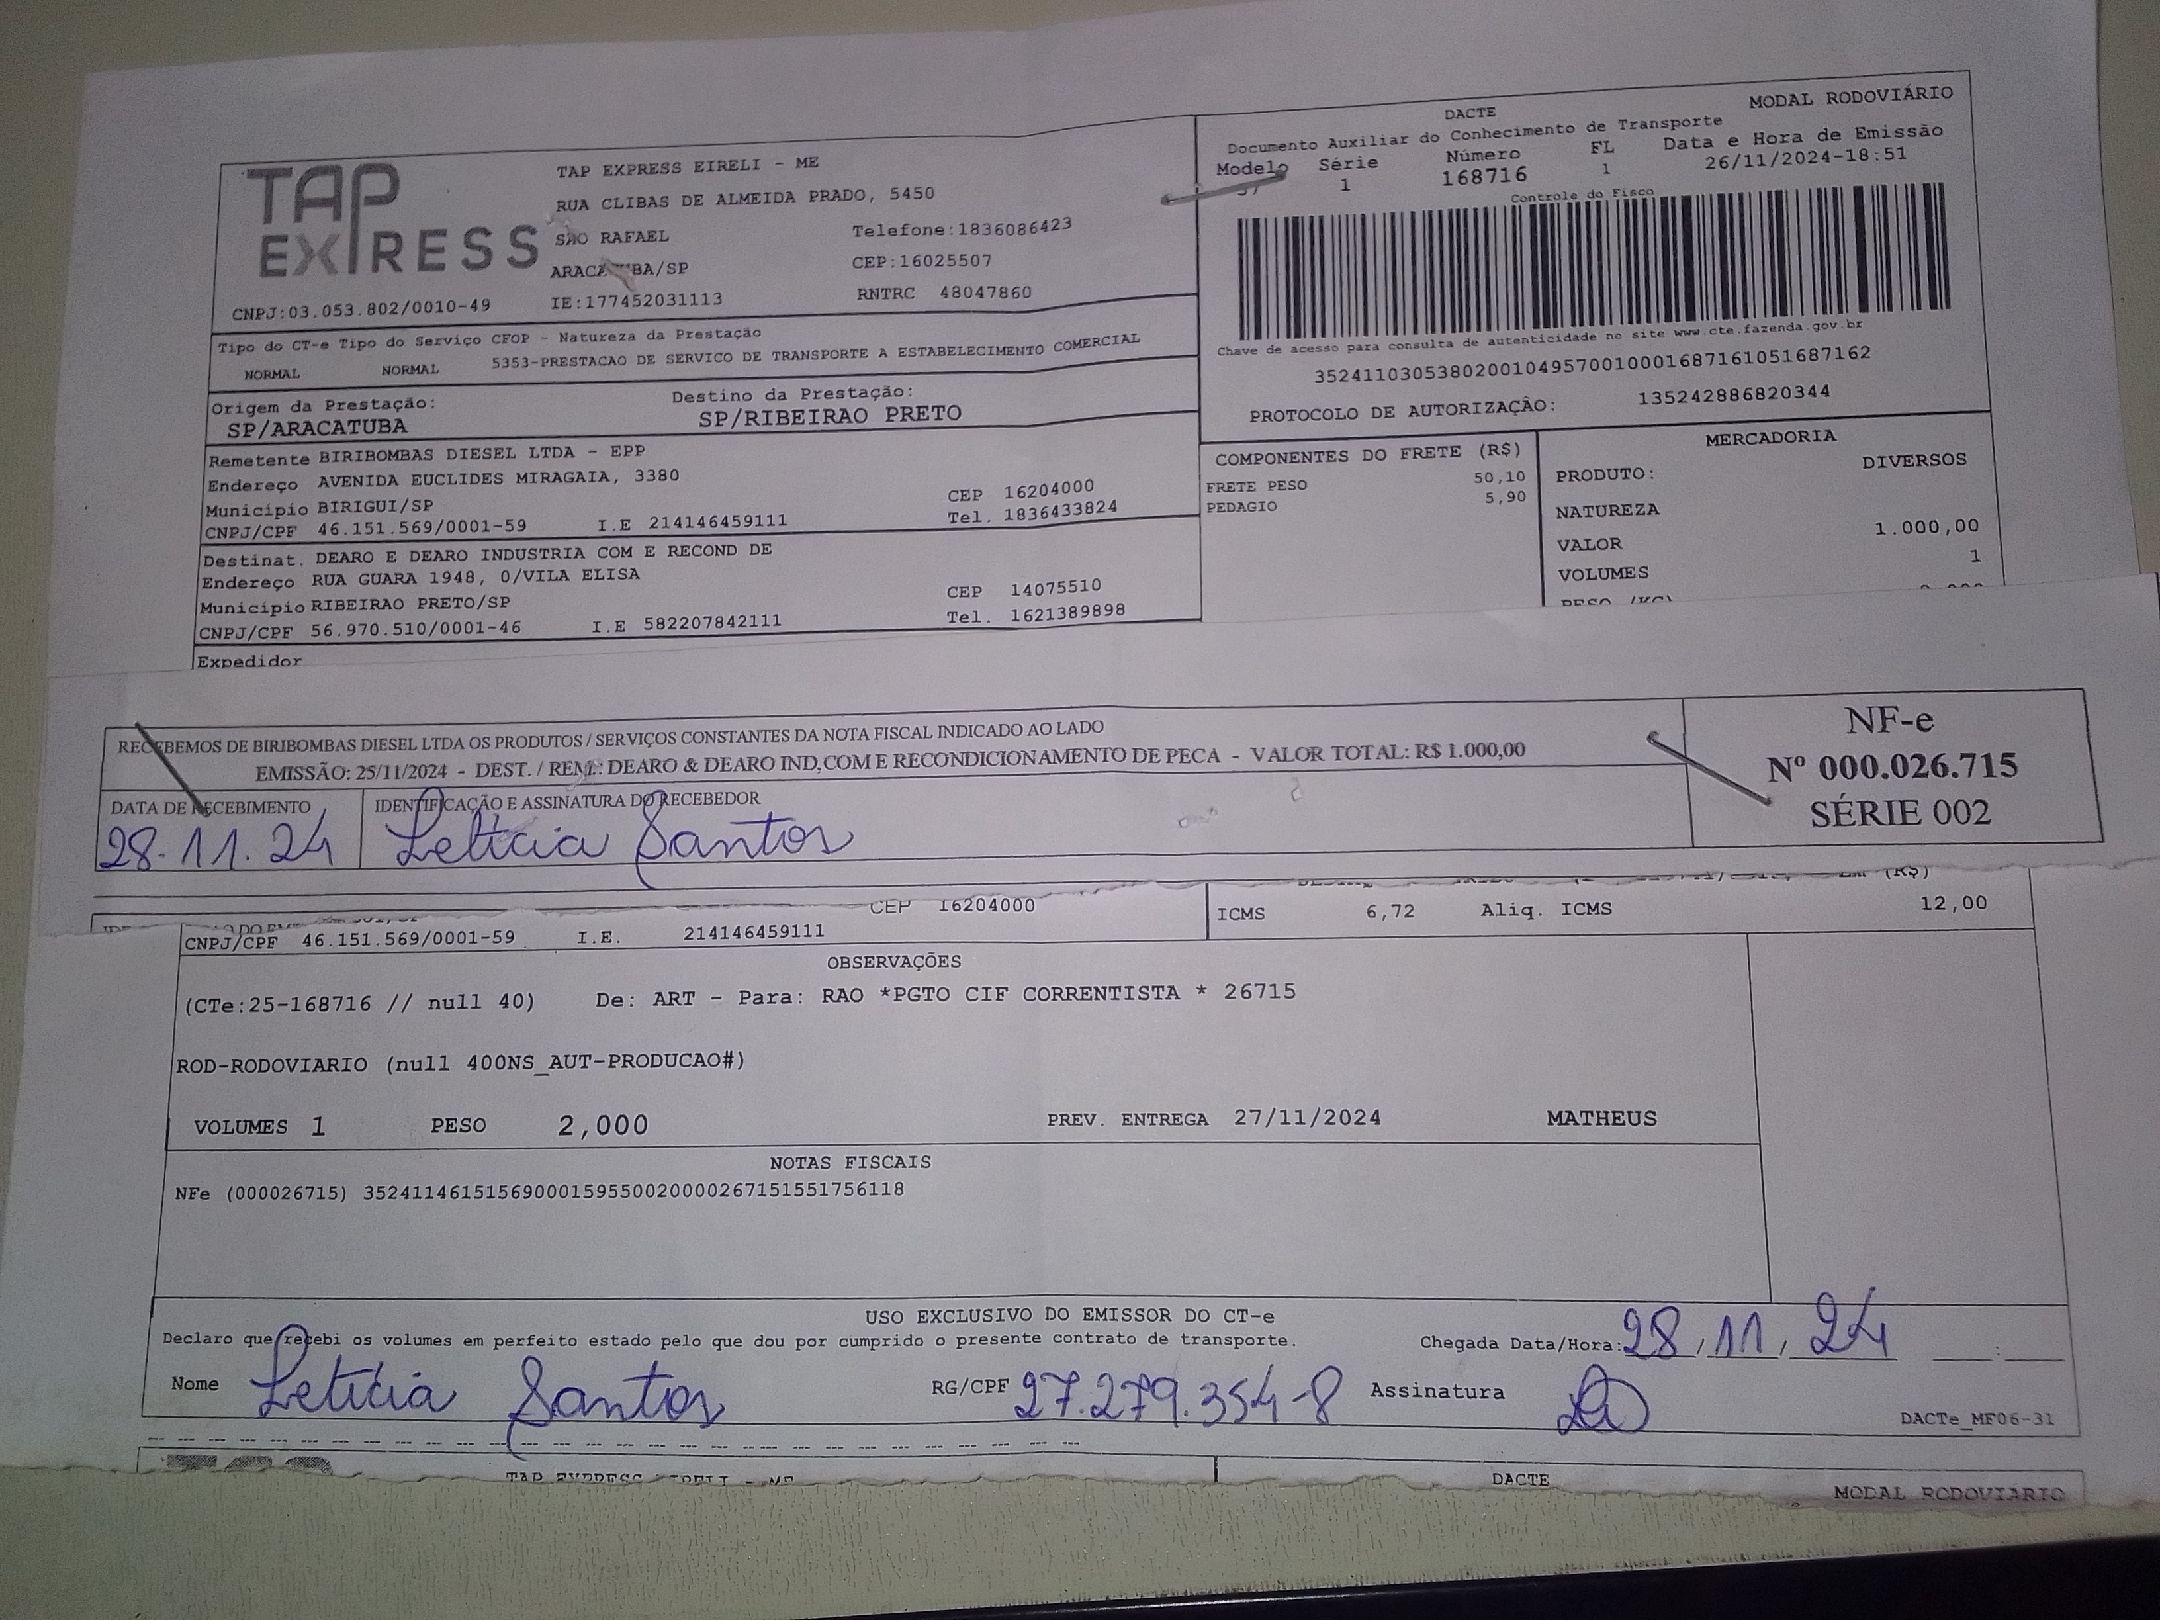 TAP EXPRESS
TAP EXPRESS EIRELI - ME
RUA CLIBAS DE ALMEIDA PRADO, 5450
SAO RAFAEL Telefone:1836086423
/SP CEP:16025507
CNPJ:03.053.802/0010-49 IE:177452031113 RNTRC 48047860
DACTE MODAL RODOVIÁRIO
Documento Auxiliar do Conhecimento de Transporte
Modelo Série Número FL Data e Hora de Emissão
1 168716 1 26/11/2024-18:51
Controle do Fisco
Chave de acesso para consulta de autenticidade no site www.cte.fazenda.gov.br
35241103053802001049570010001687161051687162
PROTOCOLO DE AUTORIZAÇÃO: 135242886820344
Tipo do CT-e Tipo do Serviço CFOP - Natureza da Prestação
NORMAL NORMAL 5353-PRESTACAO DE SERVICO DE TRANSPORTE A ESTABELECIMENTO COMERCIAL
Origem da Prestação: Destino da Prestação:
SP/ARACATUBA SP/RIBEIRAO PRETO
Remetente BIRIBOMBAS DIESEL LTDA - EPP
Endereço AVENIDA EUCLIDES MIRAGAIA, 3380
Município BIRIGUI/SP CEP 16204000
CNPJ/CPF 46.151.569/0001-59 I.E 214146459111 Tel. 1836433824
Destinat. DEARO E DEARO INDUSTRIA COM E RECOND DE
Endereço RUA GUARA 1948, 0/VILA ELISA
Município RIBEIRAO PRETO/SP CEP 14075510
CNPJ/CPF 56.970.510/0001-46 I.E 582207842111 Tel. 1621389898
Expedidor
COMPONENTES DO FRETE (R$)
FRETE PESO 50,10
PEDAGIO 5,90
MERCADORIA
PRODUTO: DIVERSOS
NATUREZA
VALOR 1.000,00
VOLUMES 1
PESO (KG)
RECEBEMOS DE BIRIBOMBAS DIESEL LTDA OS PRODUTOS / SERVIÇOS CONSTANTES DA NOTA FISCAL INDICADO AO LADO
EMISSÃO: 25/11/2024 - DEST. / REM.: DEARO & DEARO IND,COM E RECONDICIONAMENTO DE PECA - VALOR TOTAL: R$ 1.000,00
DATA DE RECEBIMENTO IDENTIFICAÇÃO E ASSINATURA DO RECEBEDOR
28.11.24 Leticia Santos
NF-e
Nº 000.026.715
SÉRIE 002
CEP 16204000
ICMS 6,72 Aliq. ICMS 12,00
CNPJ/CPF 46.151.569/0001-59 I.E. 214146459111
OBSERVAÇÕES
(CTe:25-168716 // null 40) De: ART - Para: RAO *PGTO CIF CORRENTISTA * 26715
ROD-RODOVIARIO (null 400NS_AUT-PRODUCAO#)
VOLUMES 1 PESO 2,000 PREV. ENTREGA 27/11/2024 MATHEUS
NOTAS FISCAIS
NFe (000026715) 35241146151569000159550020000267151551756118
USO EXCLUSIVO DO EMISSOR DO CT-e
Declaro que recebi os volumes em perfeito estado pelo que dou por cumprido o presente contrato de transporte. Chegada Data/Hora: 28/11/24 :
Nome Leticia Santos RG/CPF 27.279.354-8 Assinatura
DACTe_MF06-31
TAP EXPRESS EIRELI - ME DACTE
MODAL RODOVIÁRIO